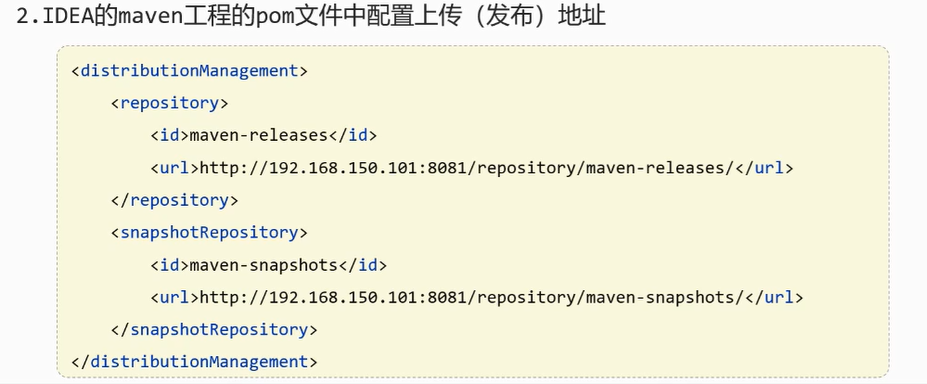 2.IDEA的maven工程的pom文件中配置上传（发布）地址
<distributionManagement>
    <repository>
        <id>maven-releases</id>
        <url>http://192.168.150.101:8081/repository/maven-releases/</url>
    </repository>
    <snapshotRepository>
        <id>maven-snapshots</id>
        <url>http://192.168.150.101:8081/repository/maven-snapshots/</url>
    </snapshotRepository>
</distributionManagement>